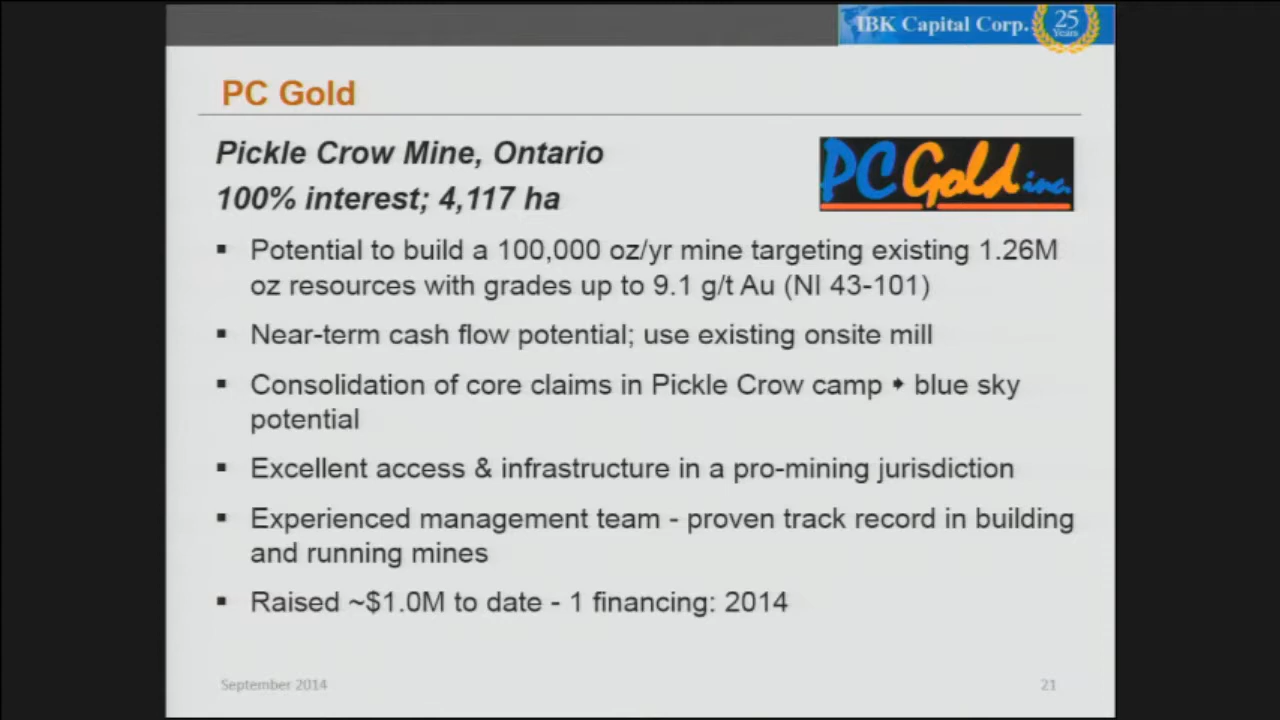 IBK Capital Corp.
25
Years
PC Gold
Pickle Crow Mine, Ontario
100% interest; 4,117 ha
PC Gold inc.
▪ Potential to build a 100,000 oz/yr mine targeting existing 1.26M
oz resources with grades up to 9.1 g/t Au (NI 43-101)
▪ Near-term cash flow potential; use existing onsite mill
▪ Consolidation of core claims in Pickle Crow camp ➧ blue sky
potential
▪ Excellent access & infrastructure in a pro-mining jurisdiction
▪ Experienced management team - proven track record in building
and running mines
▪ Raised ~$1.0M to date - 1 financing: 2014
September 2014
21